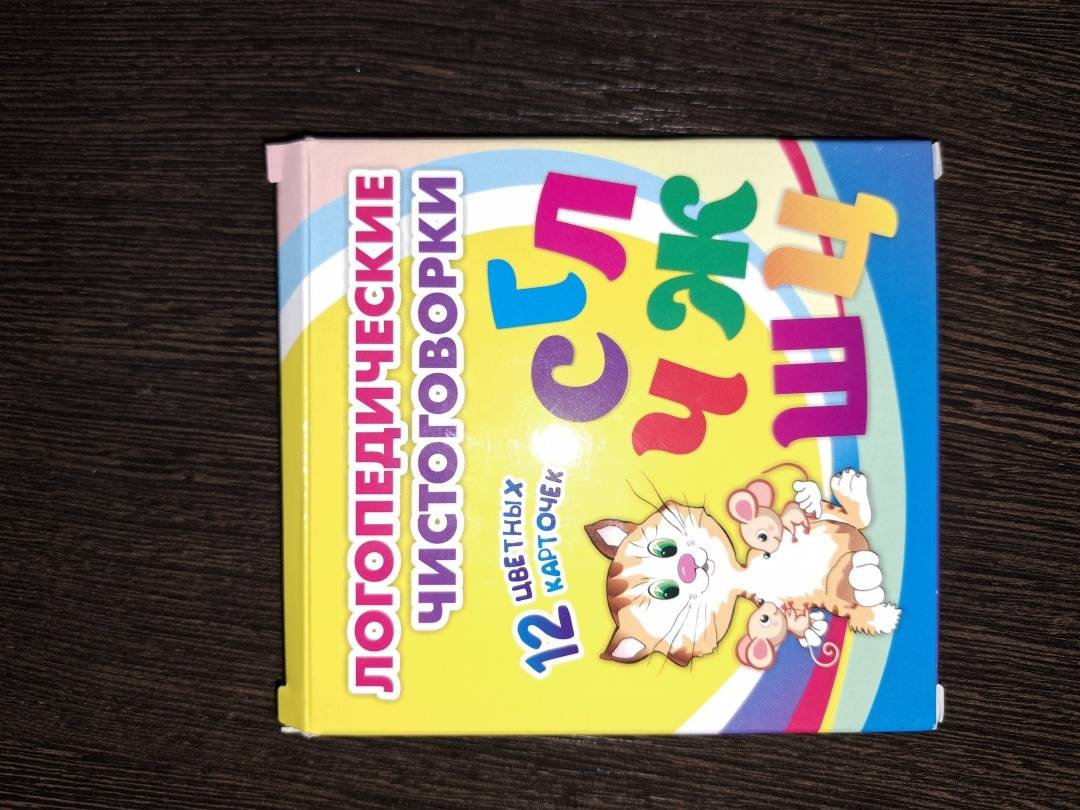 ЛОГОПЕДИЧЕСКИЕ
ЧИСТОГОВОРКИ
12 ЦВЕТНЫХ
КАРТОЧЕК
С Г Л
Ч Ж
Ш Ц